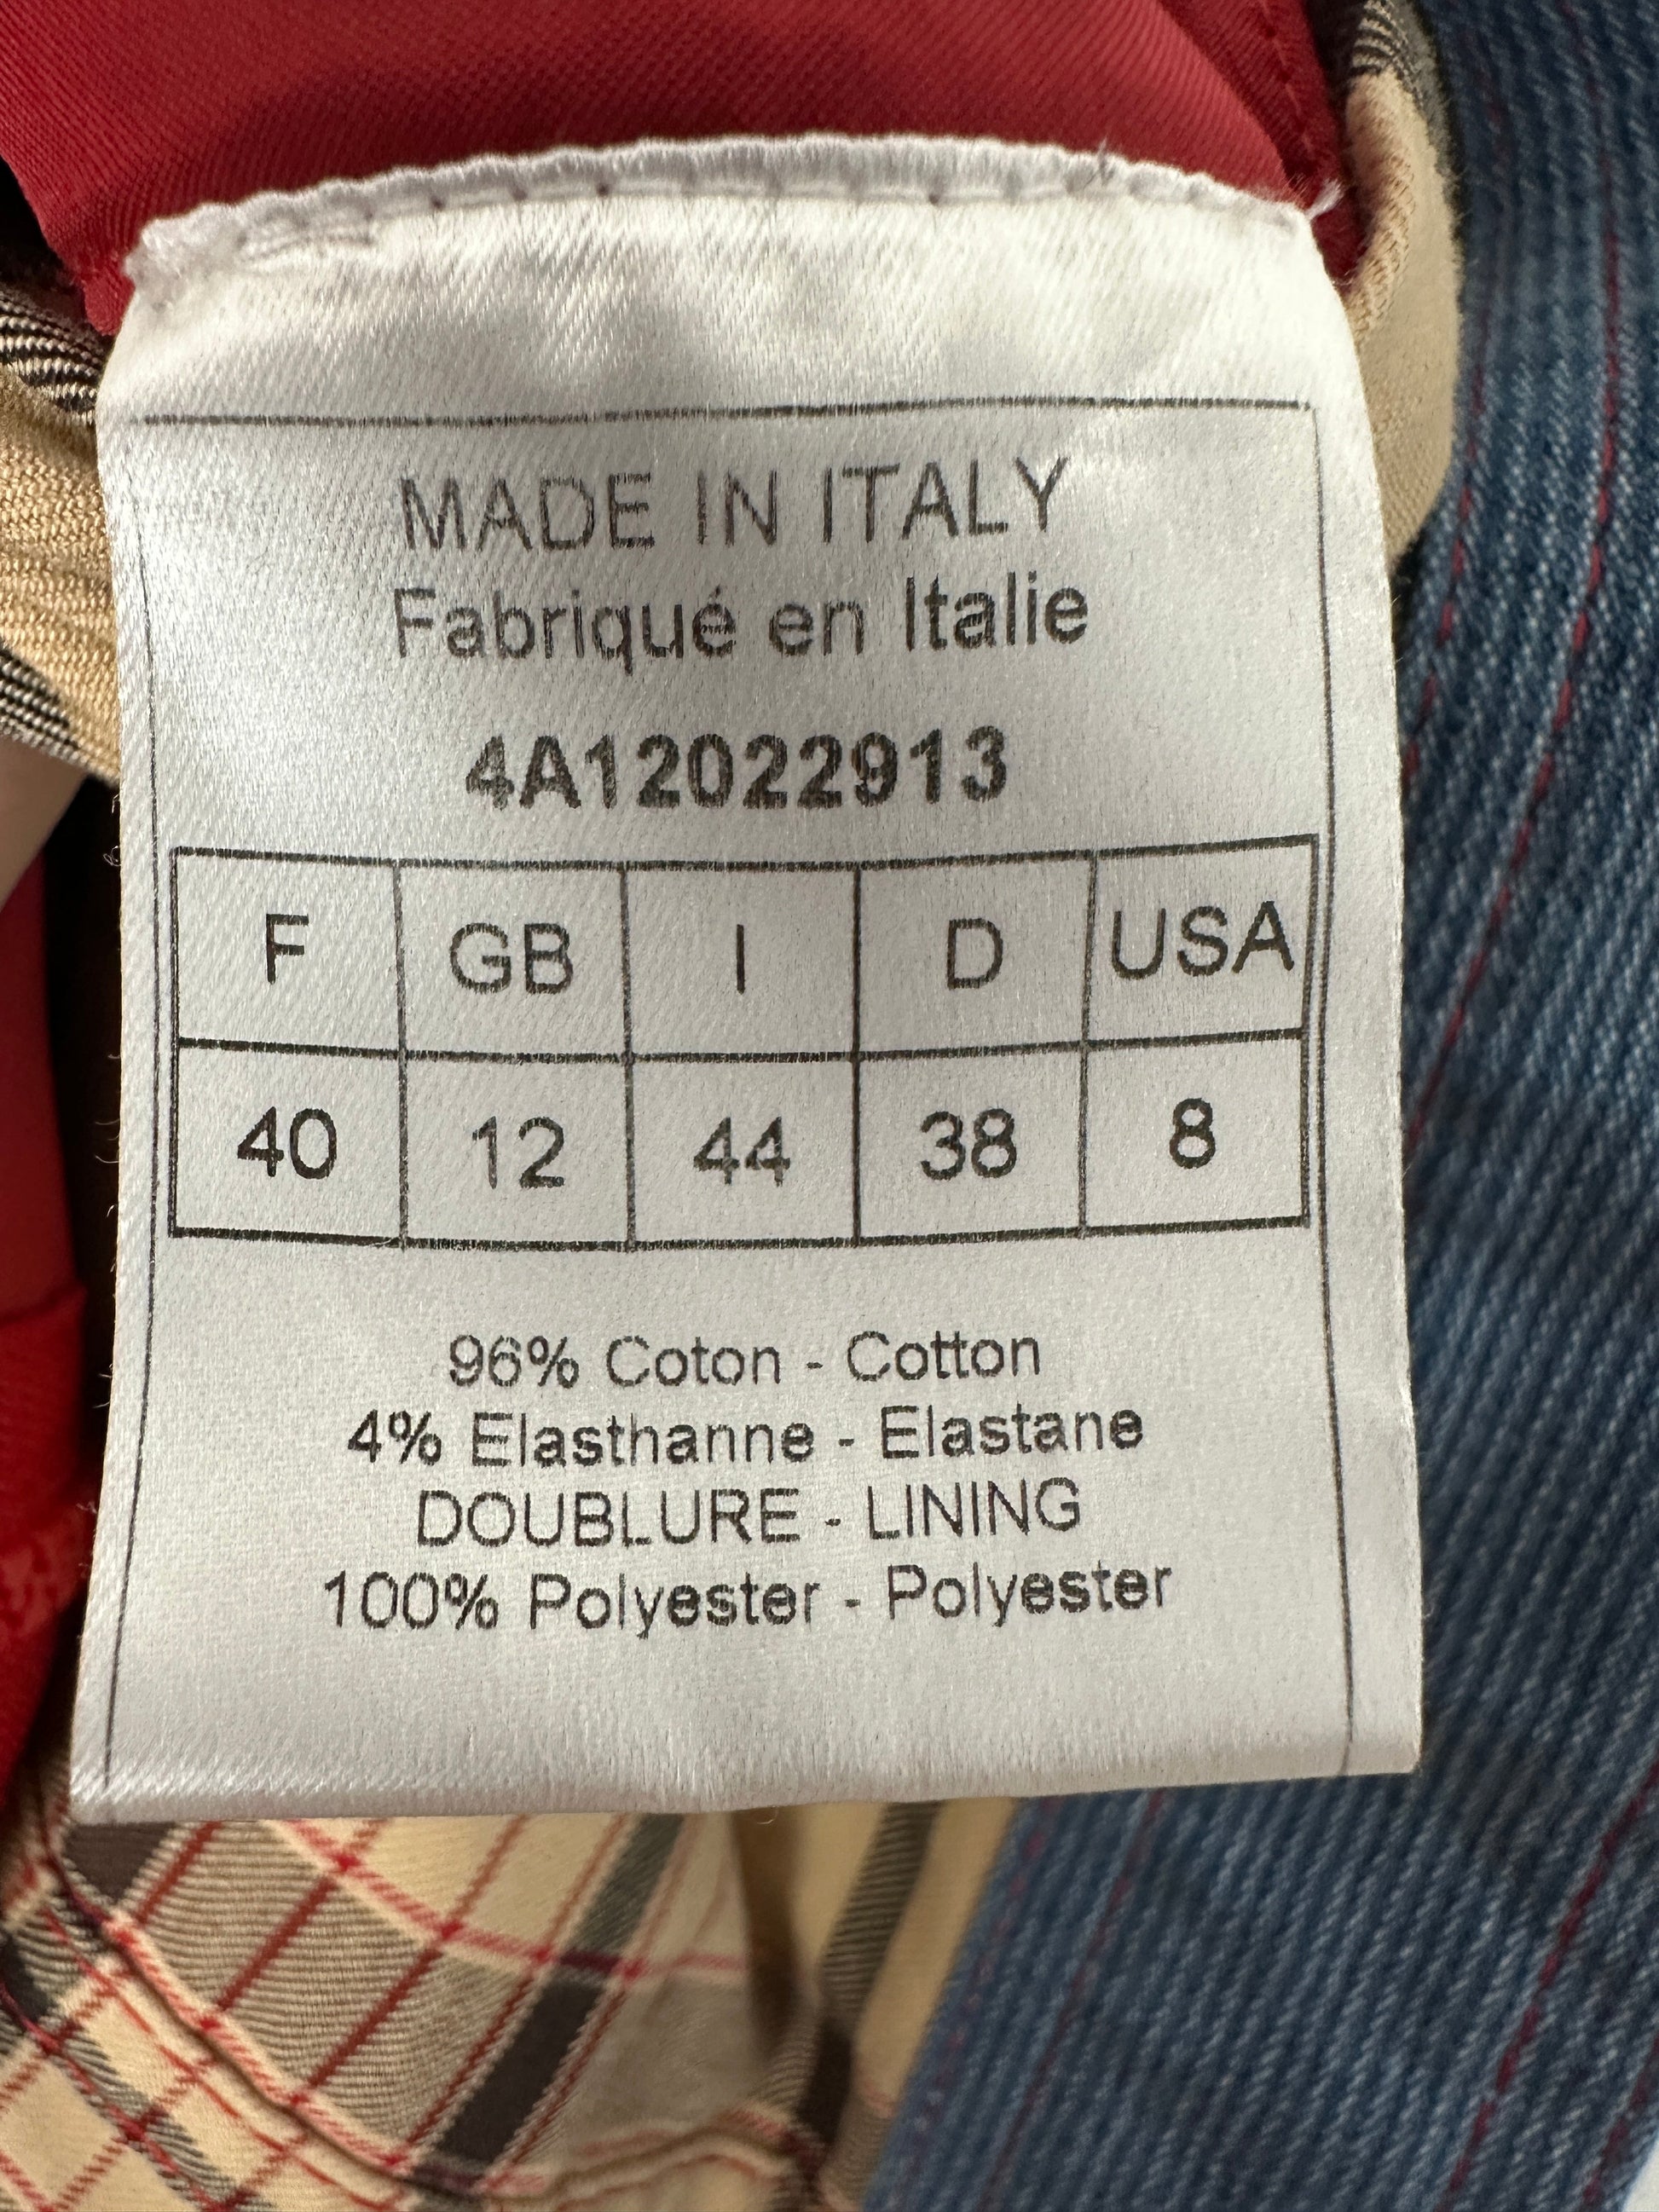 MADE IN ITALY
Fabriqué en Italie
4A12022913
F GB I D USA
40 12 44 38 8
96% Coton - Cotton
4% Elasthanne - Elastane
DOUBLURE - LINING
100% Polyester - Polyester